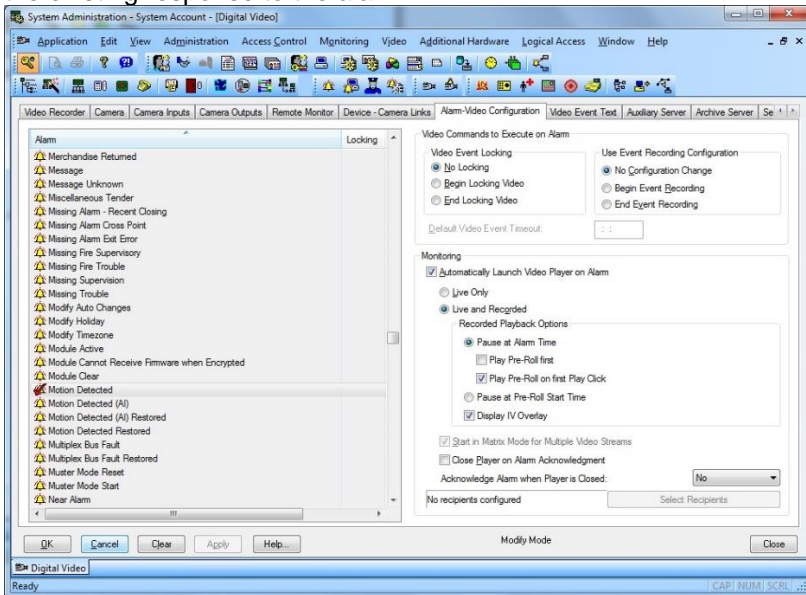 System Administration - System Account - [Digital Video]
Application Edit View Administration Access Control Monitoring Video Additional Hardware Logical Access Window Help
Video Recorder Camera Camera Inputs Camera Outputs Remote Monitor Device - Camera Links Alarm-Video Configuration Video Event Text Auxiliary Server Archive Server Se
Alarm Locking
Merchandise Returned
Message
Message Unknown
Miscellaneous Tender
Missing Alarm - Recent Closing
Missing Alarm Cross Point
Missing Alarm Exit Error
Missing Fire Supervisory
Missing Fire Trouble
Missing Supervision
Missing Trouble
Modify Auto Changes
Modify Holiday
Modify Timezone
Module Active
Module Cannot Receive Firmware when Encrypted
Module Clear
Motion Detected
Motion Detected (AI)
Motion Detected (AI) Restored
Motion Detected Restored
Multiplex Bus Fault
Multiplex Bus Fault Restored
Muster Mode Reset
Muster Mode Start
Near Alarm
Video Commands to Execute on Alarm
Video Event Locking
No Locking
Begin Locking Video
End Locking Video
Use Event Recording Configuration
No Configuration Change
Begin Event Recording
End Event Recording
Default Video Event Timeout: : :
Monitoring
Automatically Launch Video Player on Alarm
Live Only
Live and Recorded
Recorded Playback Options
Pause at Alarm Time
Play Pre-Roll first
Play Pre-Roll on first Play Click
Pause at Pre-Roll Start Time
Display IV Overlay
Start in Matrix Mode for Multiple Video Streams
Close Player on Alarm Acknowledgment
Acknowledge Alarm when Player is Closed: No
No recipients configured Select Recipients
OK Cancel Clear Apply Help... Modify Mode Close
Digital Video
Ready CAP NUM SCRL